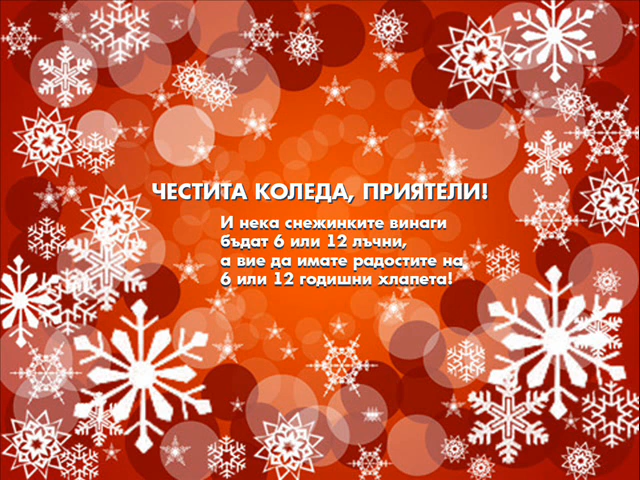 ЧЕСТИТА КОЛЕДА, ПРИЯТЕЛИ!
И нека снежинките винаги
бъдат 6 или 12 лъчни,
а вие да имате радостите на
6 или 12 годишни хлапета!